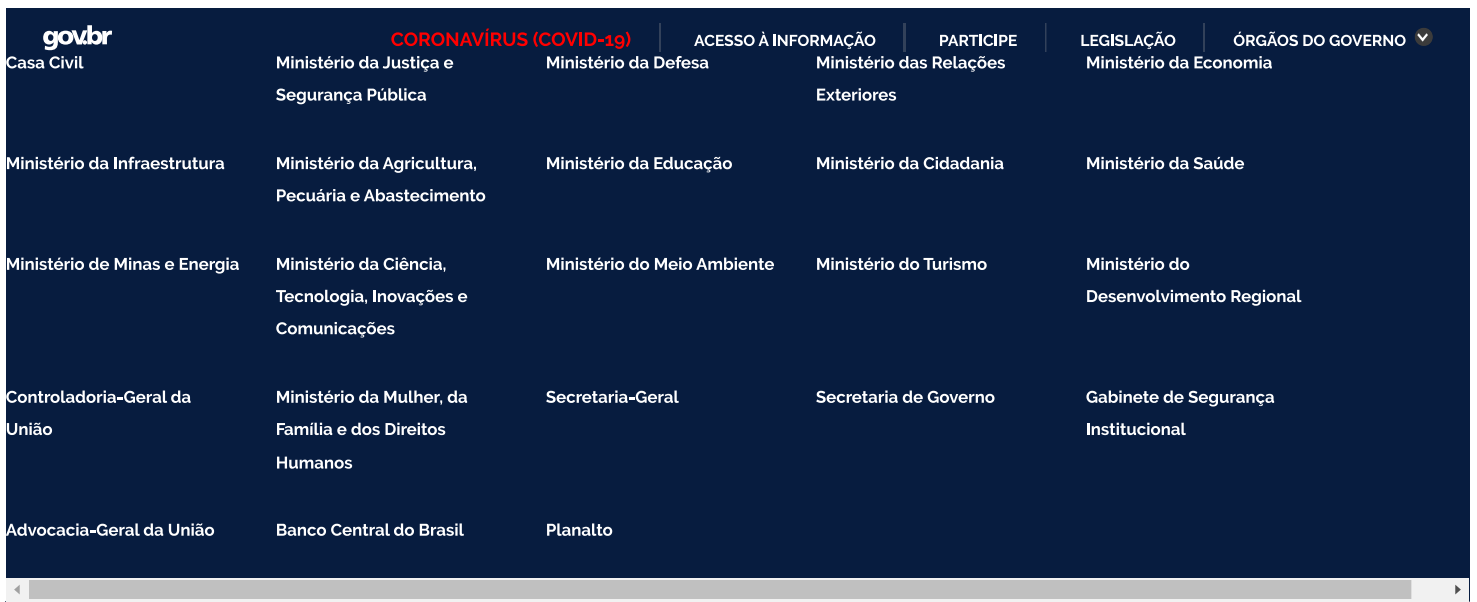 gov.br
CORONAVÍRUS (COVID-19) ACESSO À INFORMAÇÃO PARTICIPE LEGISLAÇÃO ÓRGÃOS DO GOVERNO
Casa Civil
Ministério da Justiça e
Segurança Pública
Ministério da Defesa
Ministério das Relações
Exteriores
Ministério da Economia
Ministério da Infraestrutura
Ministério da Agricultura,
Pecuária e Abastecimento
Ministério da Educação
Ministério da Cidadania
Ministério da Saúde
Ministério de Minas e Energia
Ministério da Ciência,
Tecnologia, Inovações e
Comunicações
Ministério do Meio Ambiente
Ministério do Turismo
Ministério do
Desenvolvimento Regional
Controladoria-Geral da
União
Ministério da Mulher, da
Família e dos Direitos
Humanos
Secretaria-Geral
Secretaria de Governo
Gabinete de Segurança
Institucional
Advocacia-Geral da União
Banco Central do Brasil
Planalto